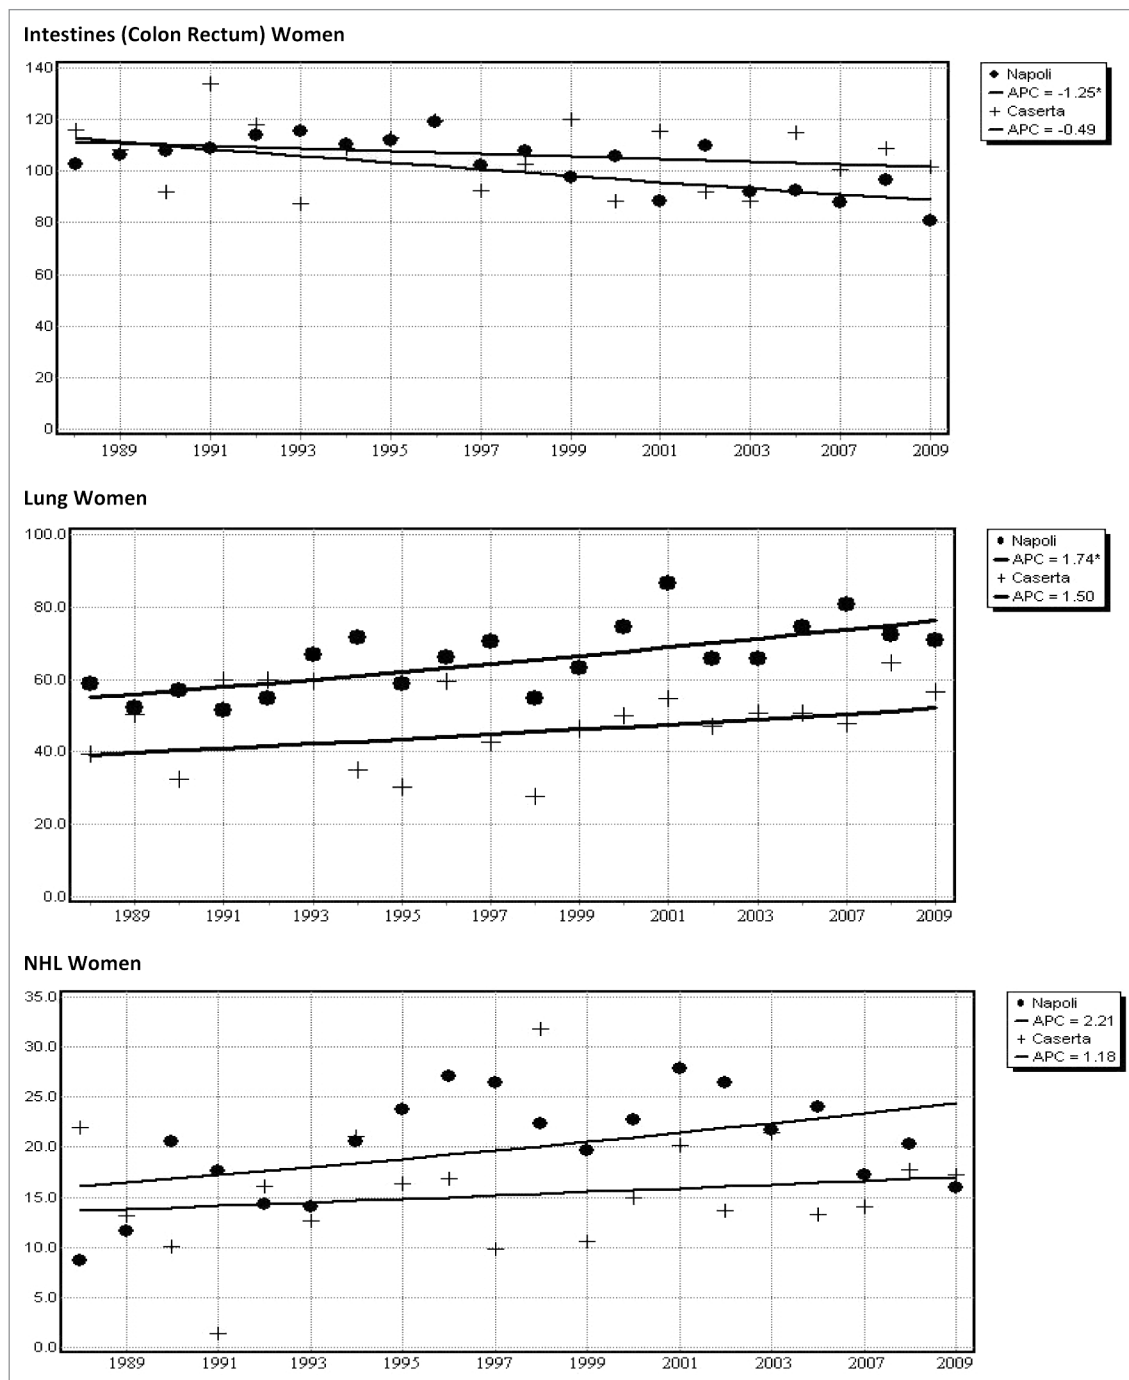 Intestines (Colon Rectum) Women
140
120
100
80
60
40
20
0
1989 1991 1993 1995 1997 1999 2001 2003 2007 2009
Napoli
APC = -1.25*
Caserta
APC = -0.49
Lung Women
100.0
80.0
60.0
40.0
20.0
0.0
1989 1991 1993 1995 1997 1999 2001 2003 2007 2009
Napoli
APC = 1.74*
Caserta
APC = 1.50
NHL Women
35.0
30.0
25.0
20.0
15.0
10.0
5.0
0.0
1989 1991 1993 1995 1997 1999 2001 2003 2007 2009
Napoli
APC = 2.21
Caserta
APC = 1.18